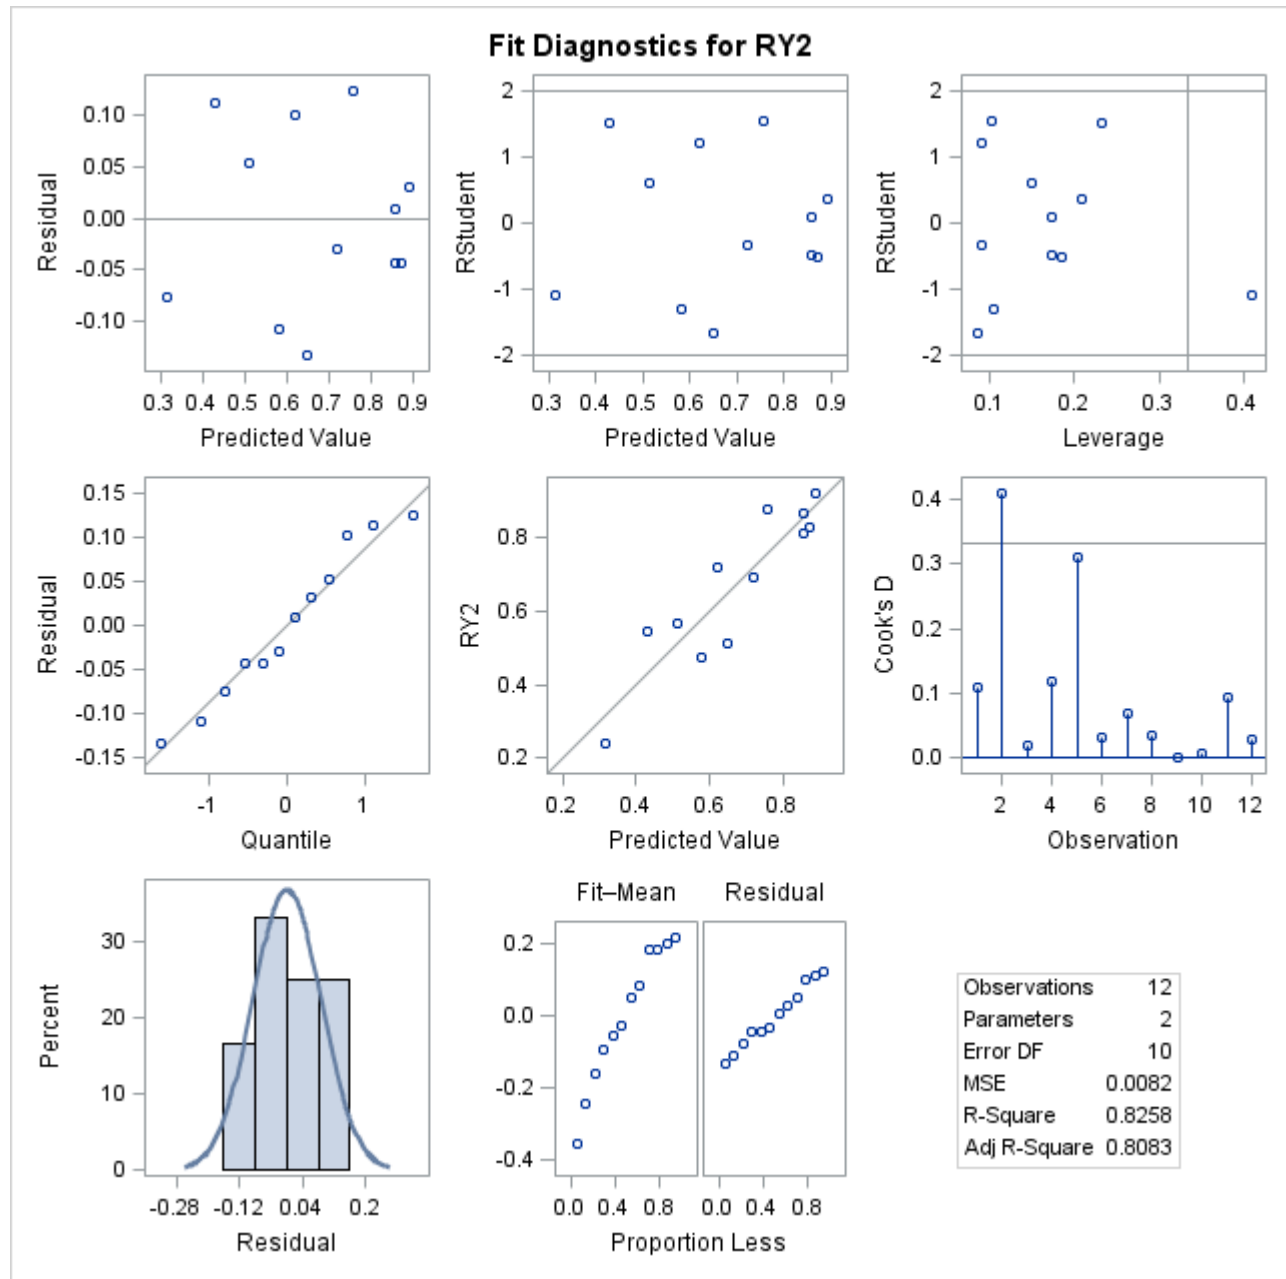 Fit Diagnostics for RY2
Residual
0.10
0.05
0.00
-0.05
-0.10
0.3 0.4 0.5 0.6 0.7 0.8 0.9
Predicted Value
RStudent
2
1
0
-1
-2
0.3 0.4 0.5 0.6 0.7 0.8 0.9
Predicted Value
RStudent
2
1
0
-1
-2
0.1 0.2 0.3 0.4
Leverage
Residual
0.15
0.10
0.05
0.00
-0.05
-0.10
-0.15
-1 0 1
Quantile
RY2
0.8
0.6
0.4
0.2
0.2 0.4 0.6 0.8
Predicted Value
Cook's D
0.4
0.3
0.2
0.1
0.0
2 4 6 8 10 12
Observation
Percent
30
20
10
0
-0.28 -0.12 0.04 0.2
Residual
Fit–Mean Residual
0.2
0.0
-0.2
-0.4
0.0 0.4 0.8 0.0 0.4 0.8
Proportion Less
Observations 12
Parameters 2
Error DF 10
MSE 0.0082
R-Square 0.8258
Adj R-Square 0.8083